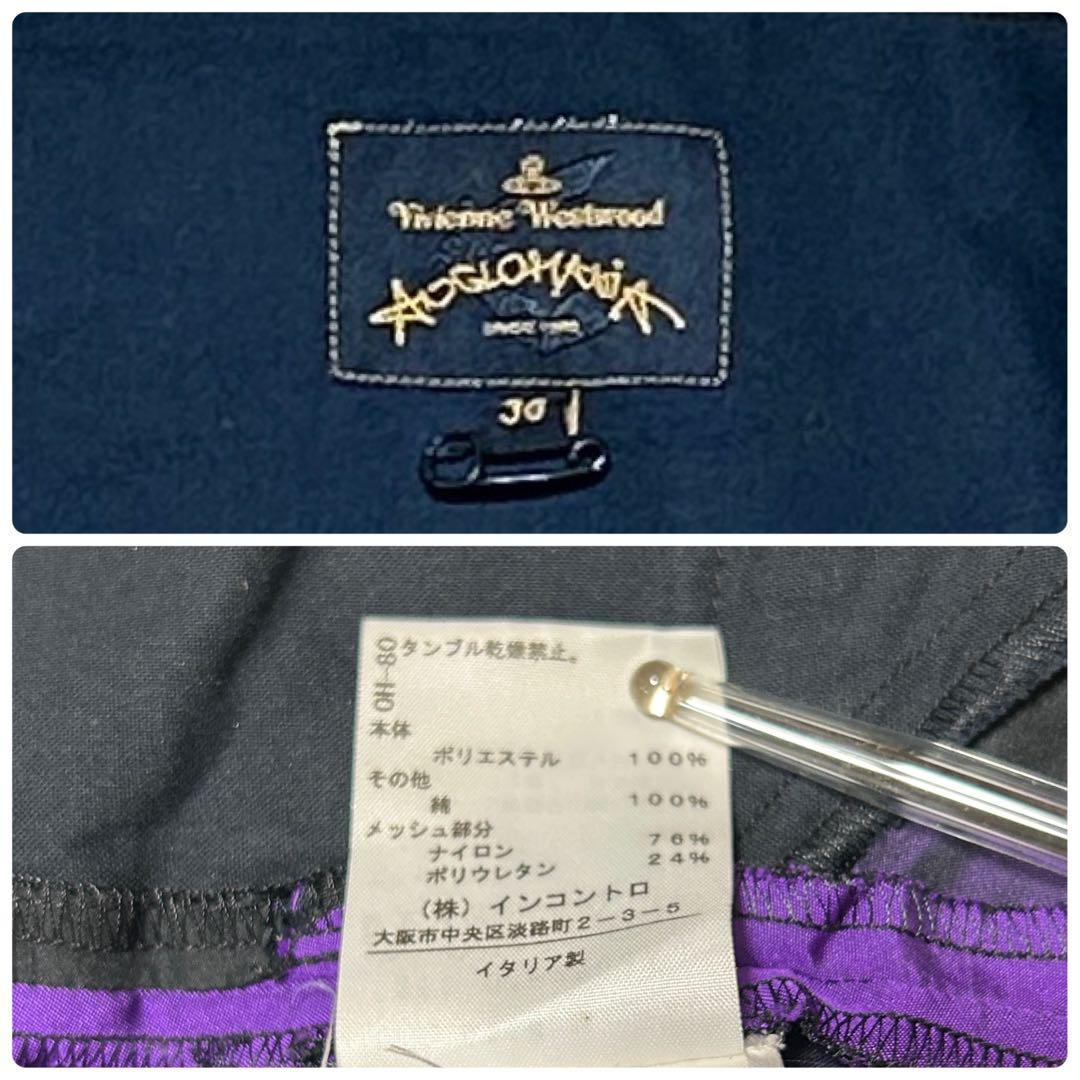 Vivienne Westwood
ANGLOMANIA
タンブル乾燥禁止。
OH-80
本体
ポリエステル 100%
その他
綿 100%
メッシュ部分
ナイロン 76%
ポリウレタン 24%
(株) インコントロ
大阪市中央区淡路町2-3-5
イタリア製